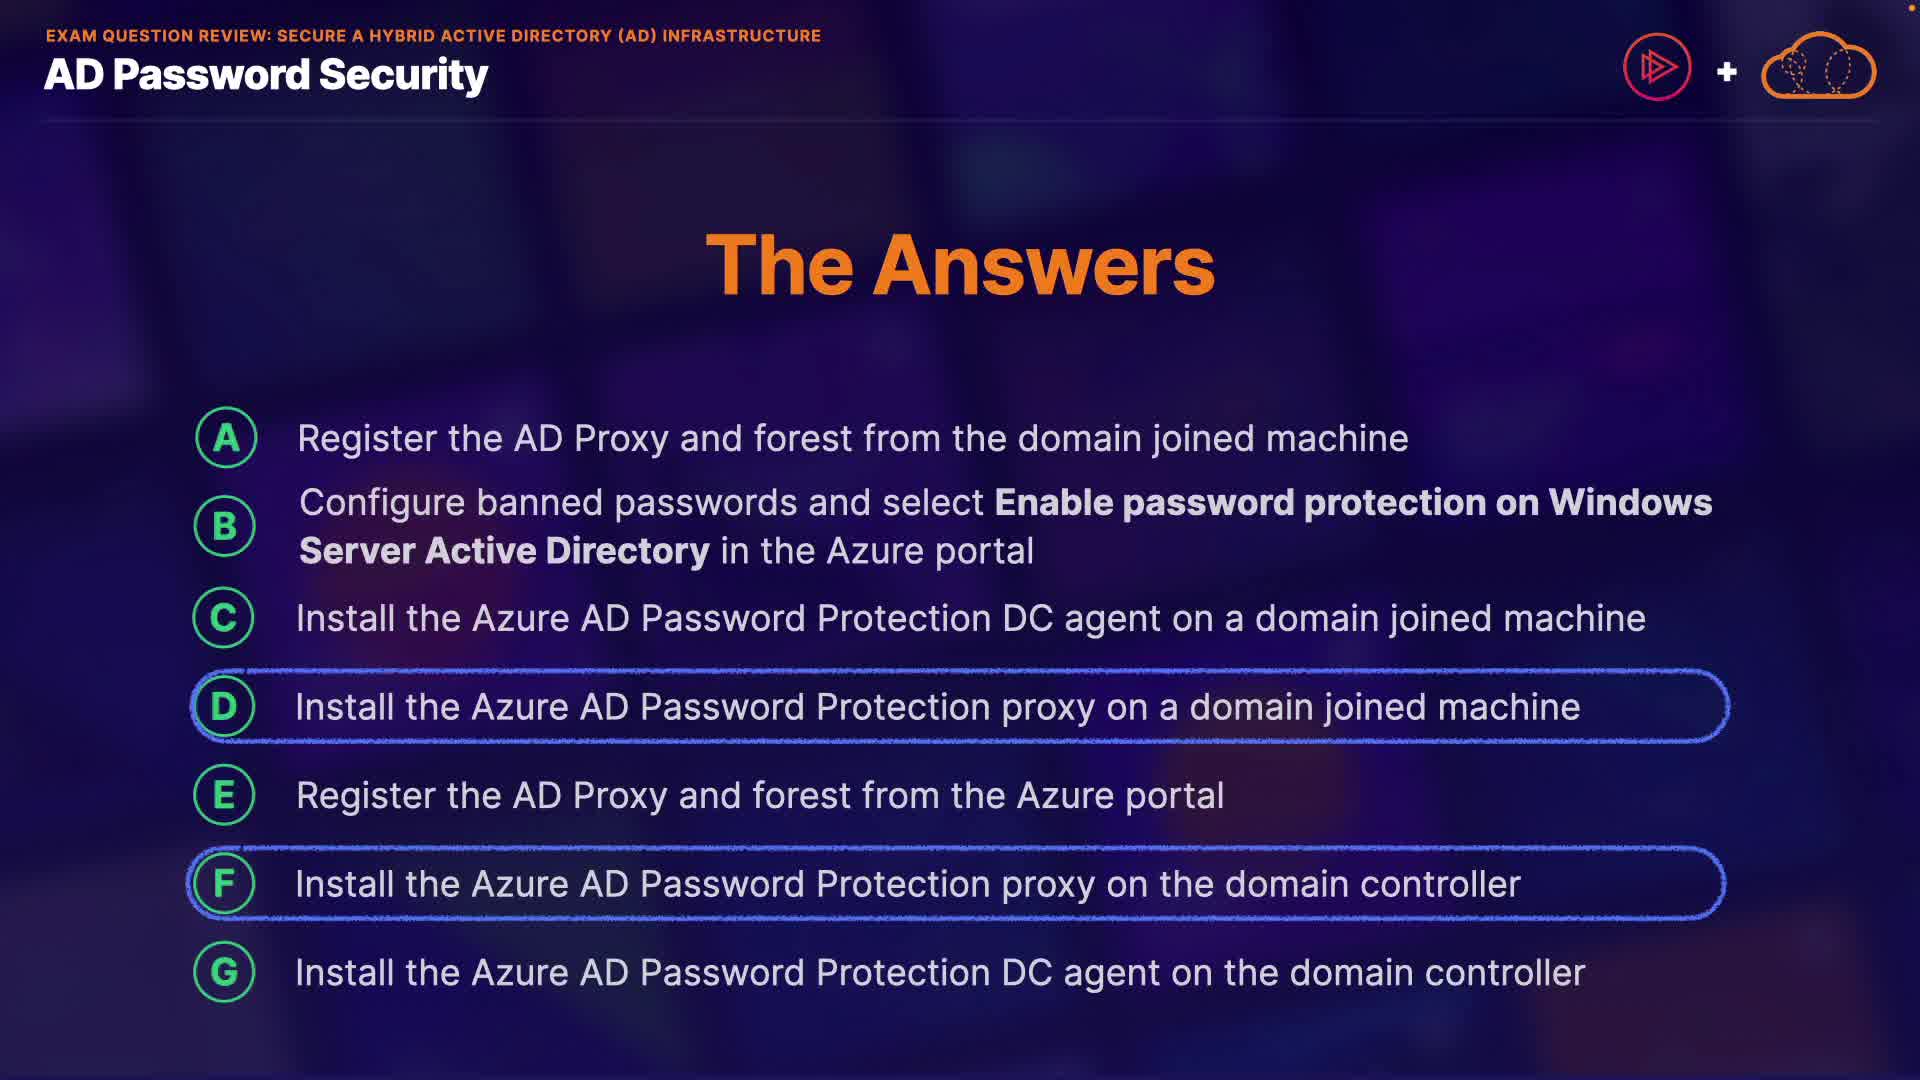 EXAM QUESTION REVIEW: SECURE A HYBRID ACTIVE DIRECTORY (AD) INFRASTRUCTURE
AD Password Security
+
The Answers
A Register the AD Proxy and forest from the domain joined machine
B Configure banned passwords and select Enable password protection on Windows
Server Active Directory in the Azure portal
C Install the Azure AD Password Protection DC agent on a domain joined machine
D Install the Azure AD Password Protection proxy on a domain joined machine
E Register the AD Proxy and forest from the Azure portal
F Install the Azure AD Password Protection proxy on the domain controller
G Install the Azure AD Password Protection DC agent on the domain controller